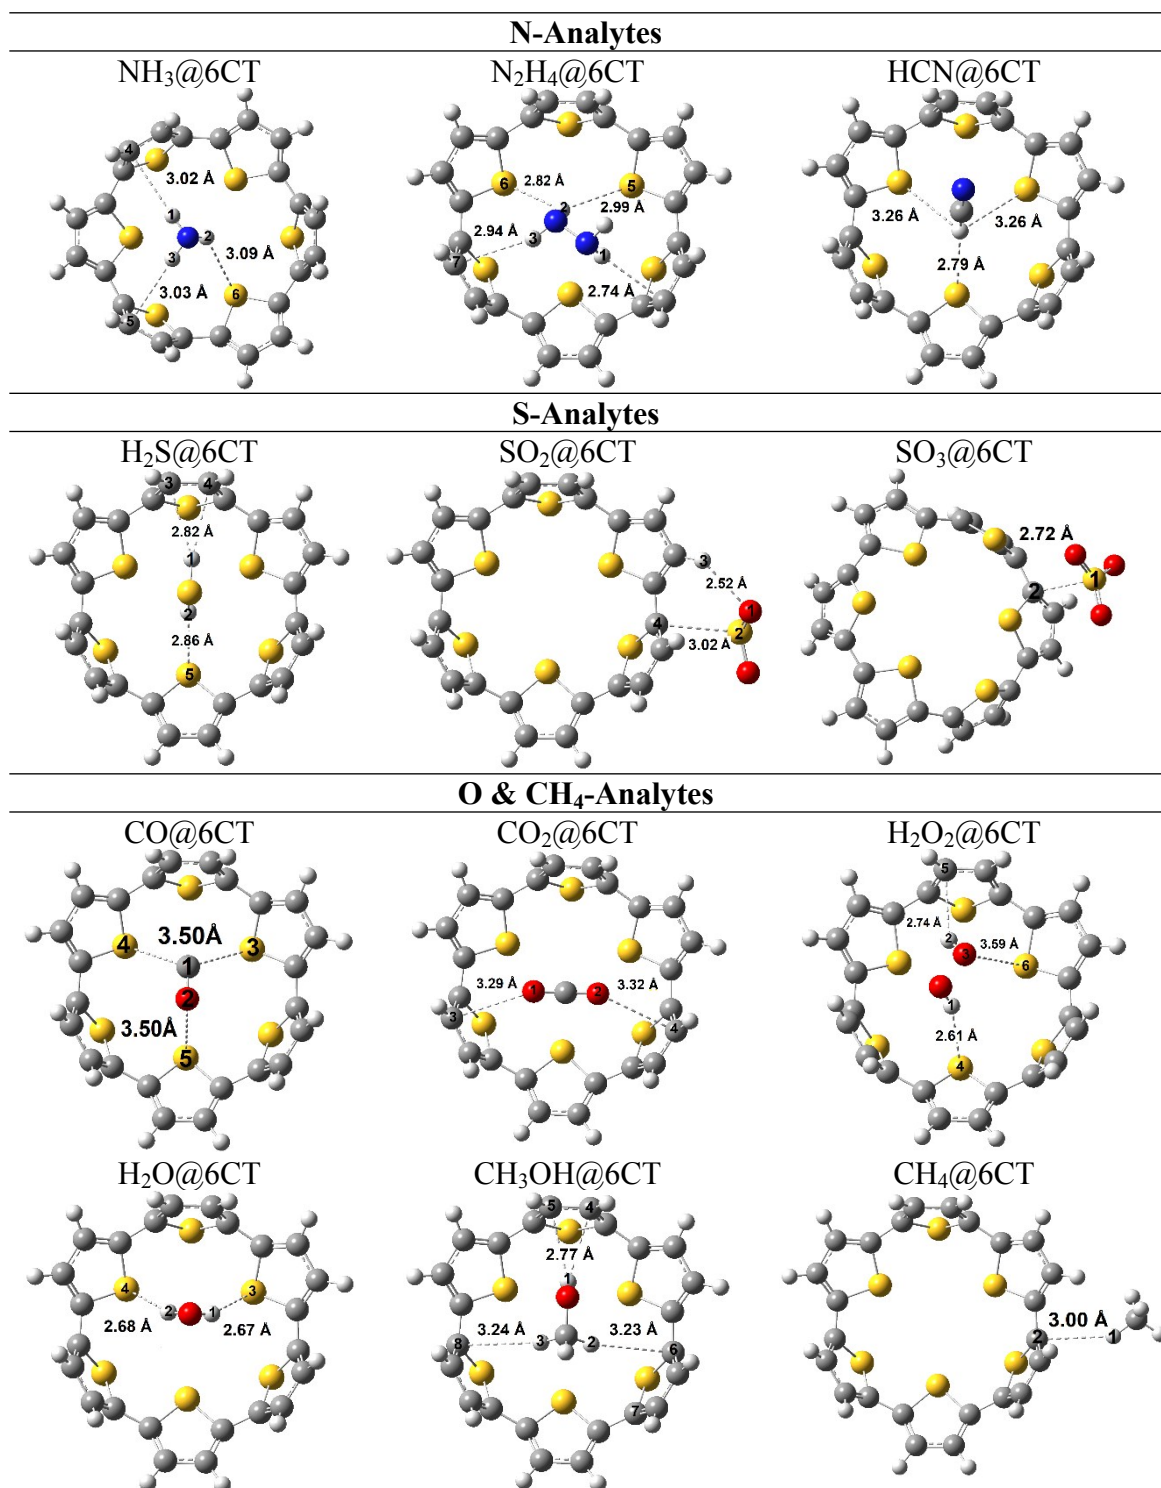 N-Analytes
NH₃@6CT N₂H₄@6CT HCN@6CT
4 3.02 Å 1 2 3 3.09 Å 3.03 Å 5 6
6 2.82 Å 5 2 2.99 Å 2.94 Å 3 7 1 2.74 Å
3.26 Å 3.26 Å 2.79 Å
S-Analytes
H₂S@6CT SO₂@6CT SO₃@6CT
3 4 2.82 Å 1 2 2.86 Å 5
3 2.52 Å 1 4 2 3.02 Å
2.72 Å 1 2
O & CH₄-Analytes
CO@6CT CO₂@6CT H₂O₂@6CT
3.50Å 4 3 1 2 3.50Å 5
3.29 Å 1 2 3.32 Å 3 4
5 2.74 Å 2 3 3.59 Å 6 1 2.61 Å 4
H₂O@6CT CH₃OH@6CT CH₄@6CT
4 3 2 1 2.68 Å 2.67 Å
5 4 2.77 Å 1 3.24 Å 3.23 Å 8 3 2 6 7
3.00 Å 2 1